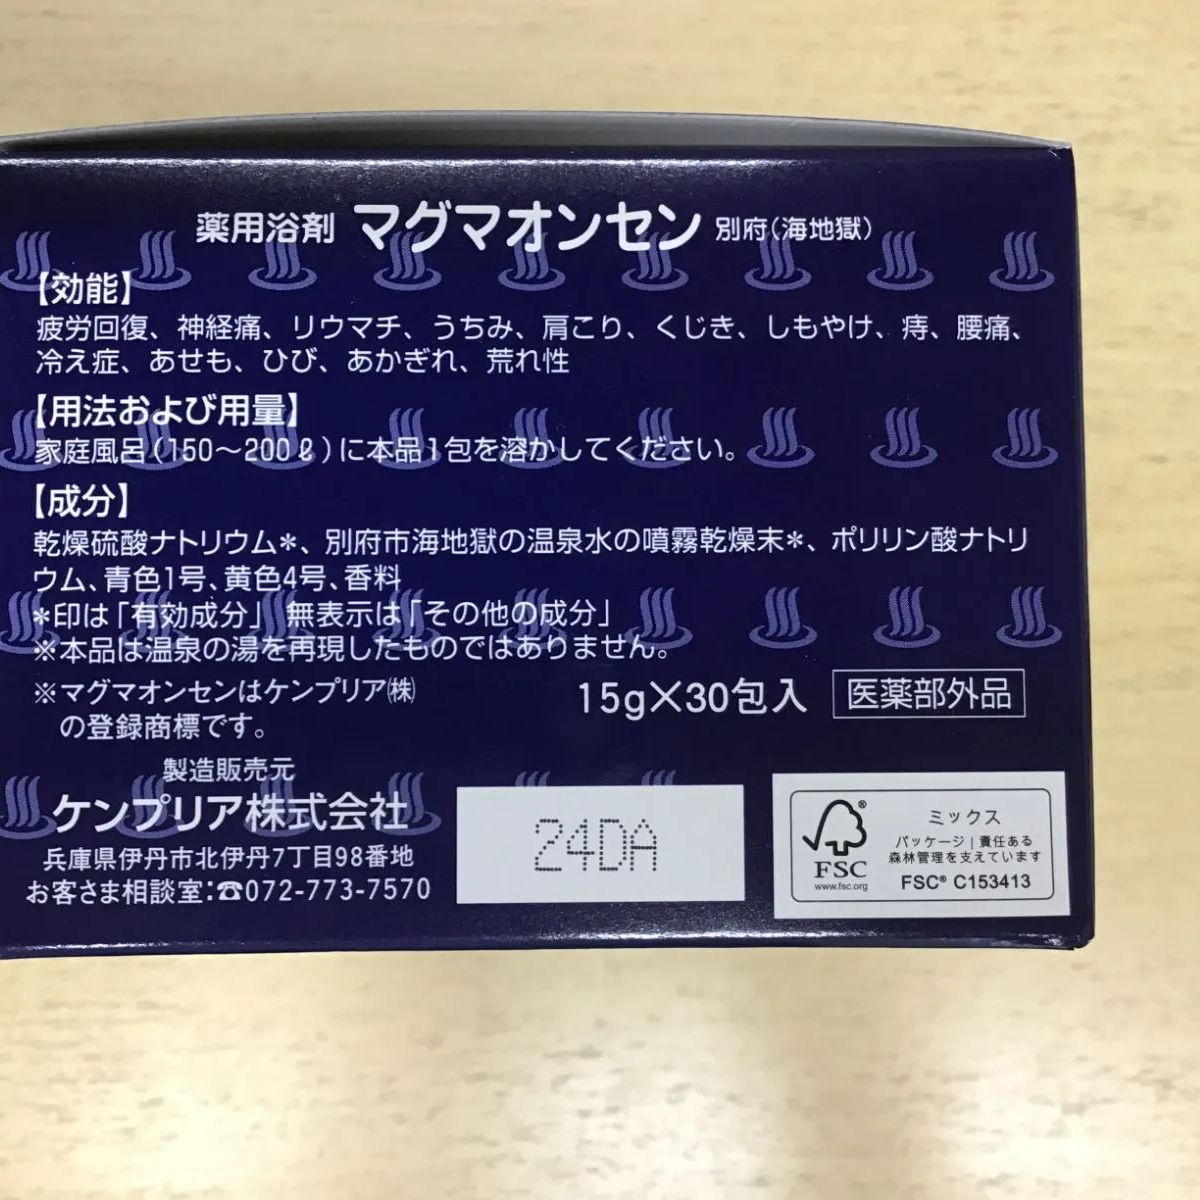 薬用浴剤 マグマオンセン 別府(海地獄)
【効能】
疲労回復、神経痛、リウマチ、うちみ、肩こり、くじき、しもやけ、痔、腰痛、
冷え症、あせも、ひび、あかぎれ、荒れ性
【用法および用量】
家庭風呂(150～200ℓ)に本品1包を溶かしてください。
【成分】
乾燥硫酸ナトリウム＊、別府市海地獄の温泉水の噴霧乾燥末＊、ポリリン酸ナトリ
ウム、青色1号、黄色4号、香料
＊印は「有効成分」 無表示は「その他の成分」
※本品は温泉の湯を再現したものではありません。
※マグマオンセンはケンプリア㈱
の登録商標です。
15g×30包入 医薬部外品
製造販売元
ケンプリア株式会社
兵庫県伊丹市北伊丹7丁目98番地
お客さま相談室:☎072-773-7570
24DA
FSC®
www.fsc.org
ミックス
パッケージ|責任ある
森林管理を支えています
FSC® C153413